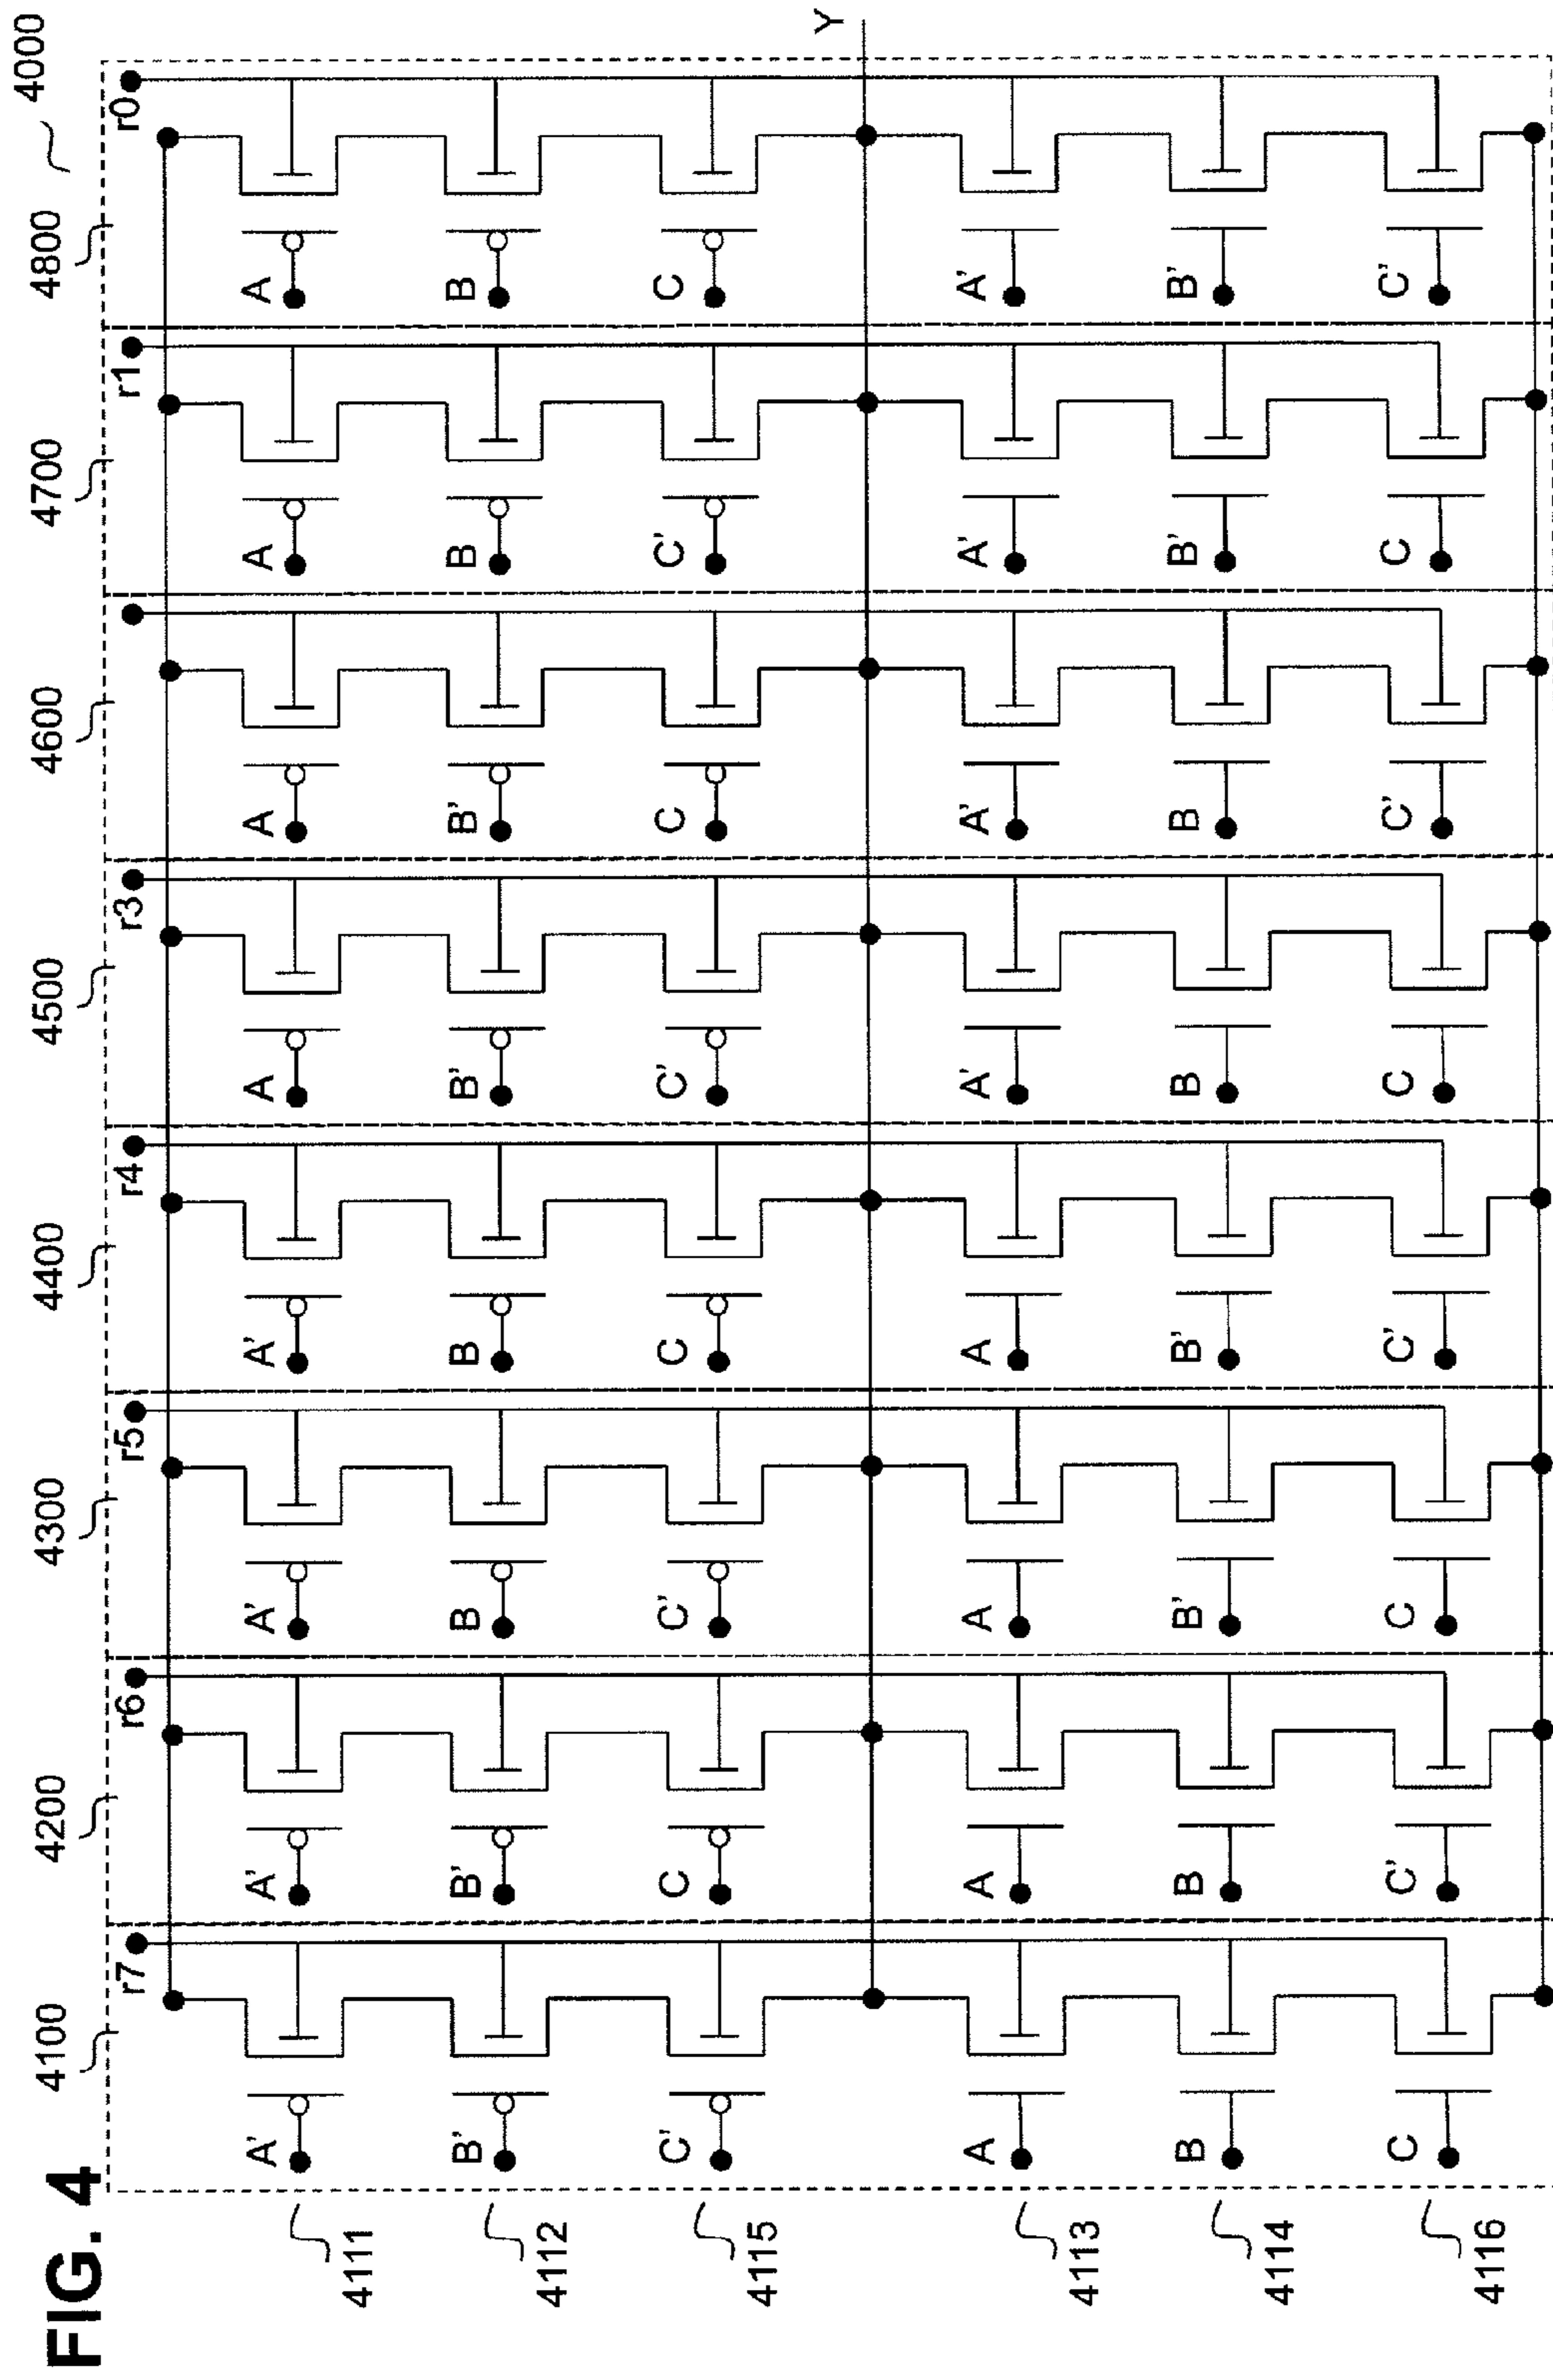 FIG. 4
4100 4200 4300 4400 4500 4600 4700 4800 4000
r7 r6 r5 r4 r3 r1 r0
A' A' A' A' A A A A
4111
B' B' B B B' B' B B
4112
C' C C' C C' C C' C
4115
Y
A A A A A' A' A' A'
4113
B B B' B' B B B' B'
4114
C C' C C' C C' C C'
4116